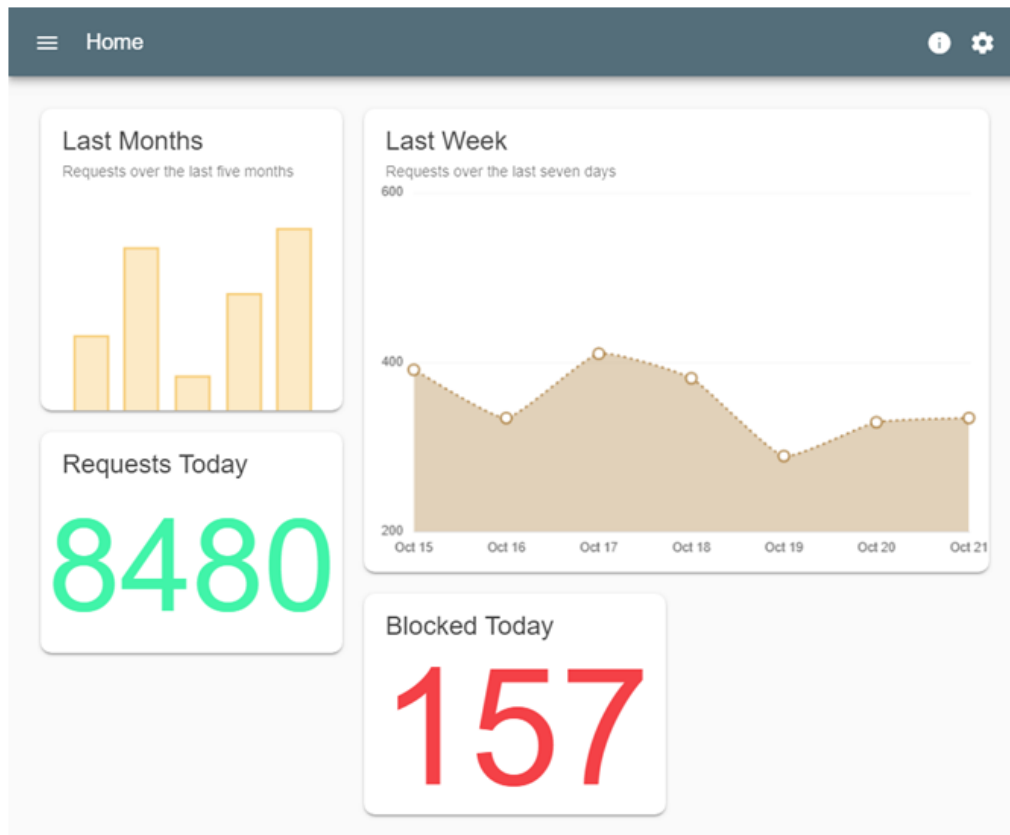 Home
Last Months
Requests over the last five months
Requests Today
8480
Last Week
Requests over the last seven days
600
400
200
Oct 15 Oct 16 Oct 17 Oct 18 Oct 19 Oct 20 Oct 21
Blocked Today
157